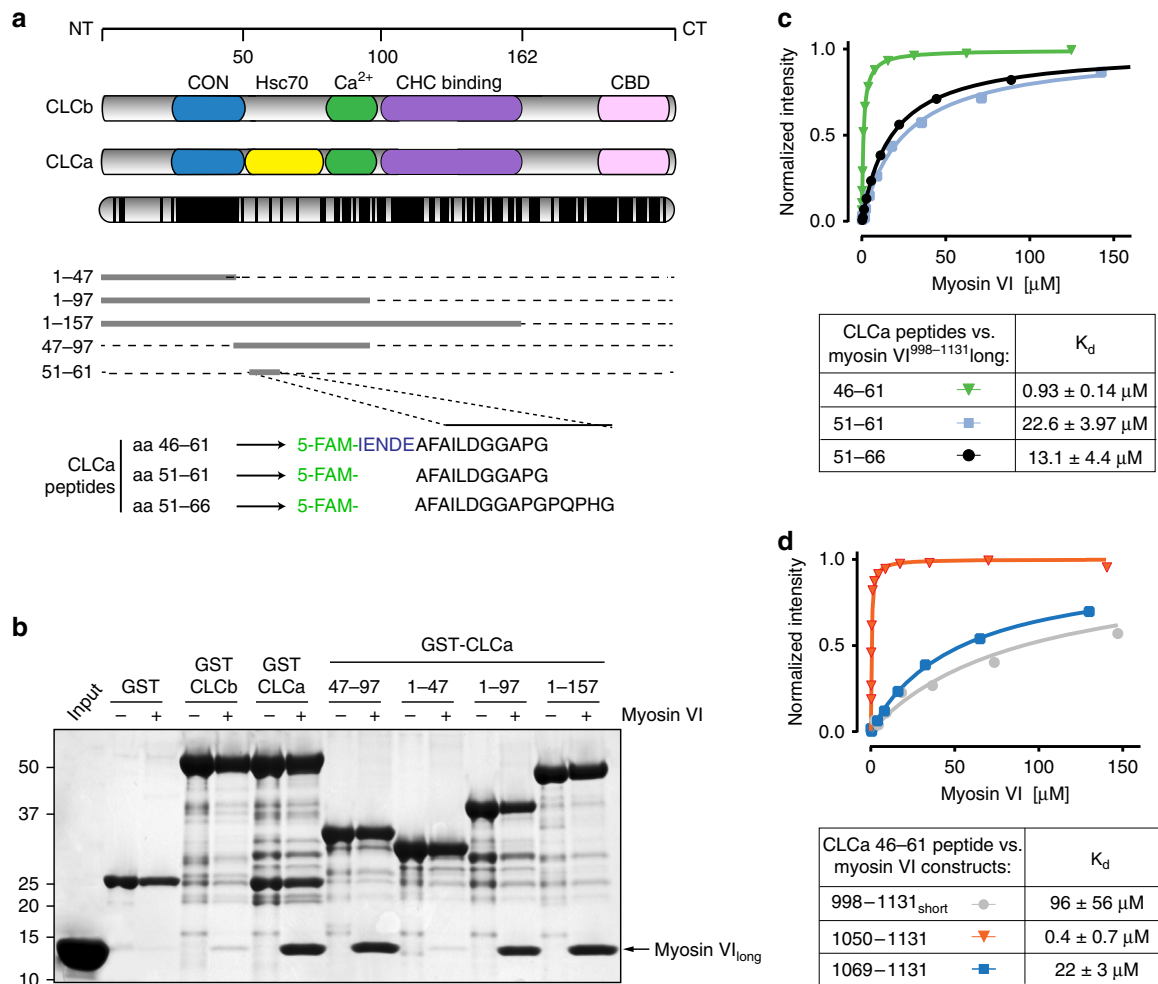 a
NT
CT
50
100
162
CON
Hsc70
Ca2+
CHC binding
CBD
CLCb
CLCa
1–47
1–97
1–157
47–97
51–61
CLCa peptides
aa 46–61 5-FAM-IENDEAFAILDGGAPG
aa 51–61 5-FAM- AFAILDGGAPG
aa 51–66 5-FAM- AFAILDGGAPGPQPHG
b
Input
GST
GST CLCb
GST CLCa
GST-CLCa
47–97
1–47
1–97
1–157
– + – + – + – + – + – + – +
Myosin VI
50
37
25
20
15
10
Myosin VIlong
c
Normalized intensity
1.0
0.5
0.0
0 50 100 150
Myosin VI [µM]
CLCa peptides vs. myosin VI998–1131long:
Kd
46–61 0.93 ± 0.14 µM
51–61 22.6 ± 3.97 µM
51–66 13.1 ± 4.4 µM
d
Normalized intensity
1.0
0.5
0.0
0 50 100 150
Myosin VI [µM]
CLCa 46–61 peptide vs. myosin VI constructs:
Kd
998–1131short 96 ± 56 µM
1050–1131 0.4 ± 0.7 µM
1069–1131 22 ± 3 µM